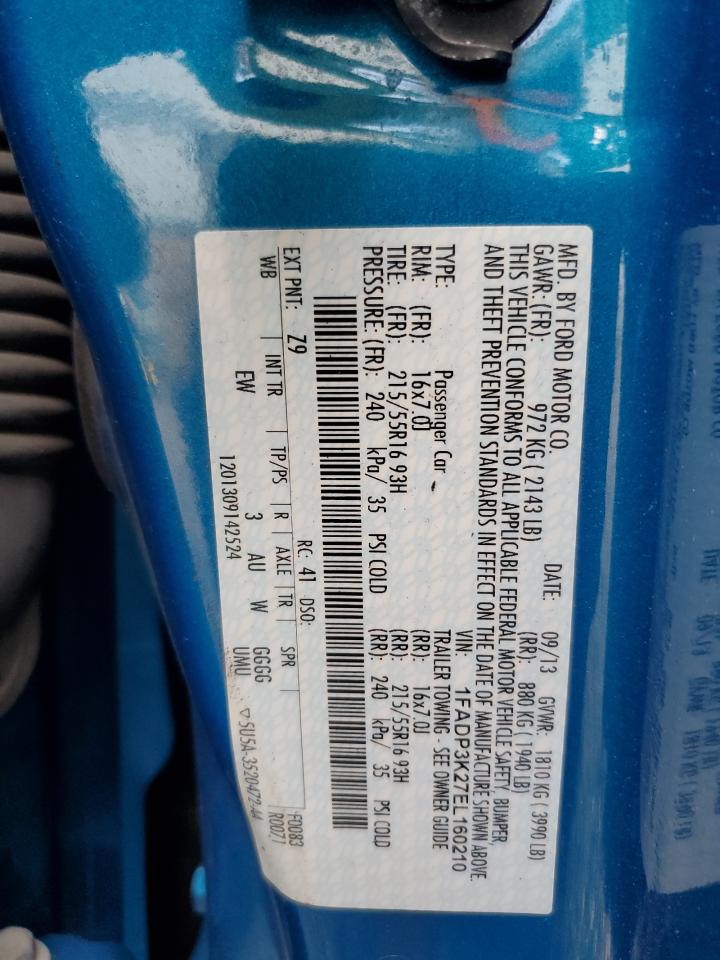 MFD. BY FORD MOTOR CO.
DATE: 09/13 GVWR: 1810 KG ( 3990 LB)
GAWR: (FR): 972 KG ( 2143 LB) (RR): 880 KG ( 1940 LB)
THIS VEHICLE CONFORMS TO ALL APPLICABLE FEDERAL MOTOR VEHICLE SAFETY, BUMPER,
AND THEFT PREVENTION STANDARDS IN EFFECT ON THE DATE OF MANUFACTURE SHOWN ABOVE.
VIN: 1FADP3K27EL160210
TYPE: Passenger Car TRAILER TOWING - SEE OWNER GUIDE
RIM: (FR): 16x7.0J (RR): 16x7.0J
TIRE: (FR): 215/55R16 93H (RR): 215/55R16 93H
PRESSURE: (FR): 240 kPa/ 35 PSI COLD (RR): 240 kPa/ 35 PSI COLD
F0083
R0071
EXT PNT: Z9 RC: 41 DSO:
WB INT TR TP/PS R AXLE TR SPR
EW 3 AU W GGGG
UMU
1201309142524 ▽5U5A-3520472-AA